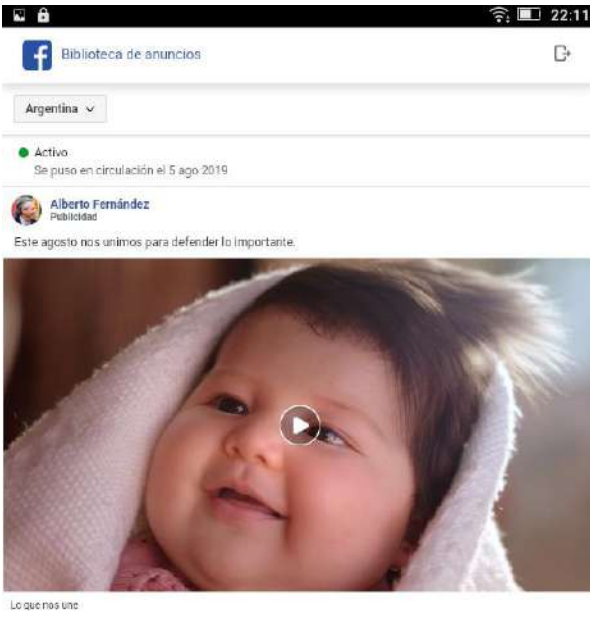 22:11
Biblioteca de anuncios
Argentina
Activo
Se puso en circulación el 5 ago 2019
Alberto Fernández
Publicidad
Este agosto nos unimos para defender lo importante.
Lo que nos une